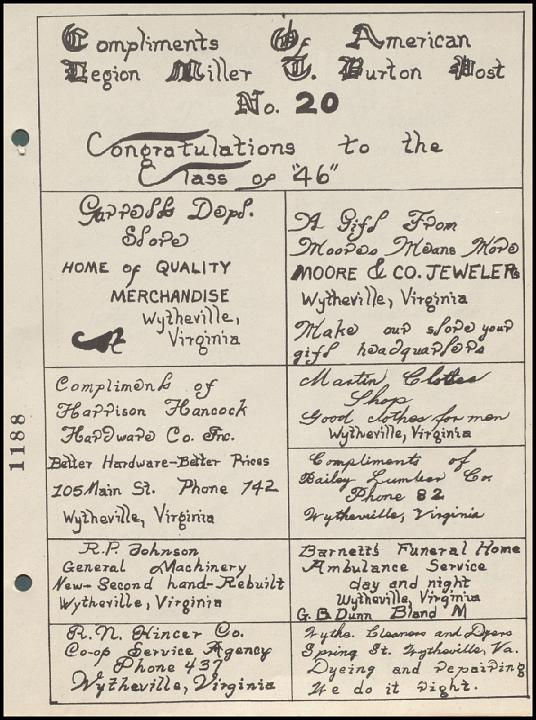 Compliments Of American
Legion Miller T. Burton Post
No. 20
Congratulations to the
Class of "46"
Garretts Dept.
Store
HOME of QUALITY
MERCHANDISE
Wytheville,
Virginia
A Gift From
Moores Means More
MOORE & CO. JEWELERs
Wytheville, Virginia
Make our store your
gift headquarters
Compliments of
Harrison Hancock
Hardware Co. Inc.
Better Hardware-Better Prices
105 Main St. Phone 142
Wytheville, Virginia
Martin Clothes
Shop
Good clothes for men
Wytheville, Virginia
Compliments of
Bailey Lumber Co.
Phone 82
Wytheville, Virginia
R.P. Johnson
General Machinery
New-Second hand-Rebuilt
Wytheville, Virginia
Barnett's Funeral Home
Ambulance Service
day and night
Wytheville, Virginia
G.B. Dunn Bland M
R.N. Hincer Co.
Co-op Service Agency
Phone 437
Wytheville, Virginia
Wythe. Cleaners and Dyers
Spring St. Wytheville, Va.
Dyeing and repairing
We do it right.
1188